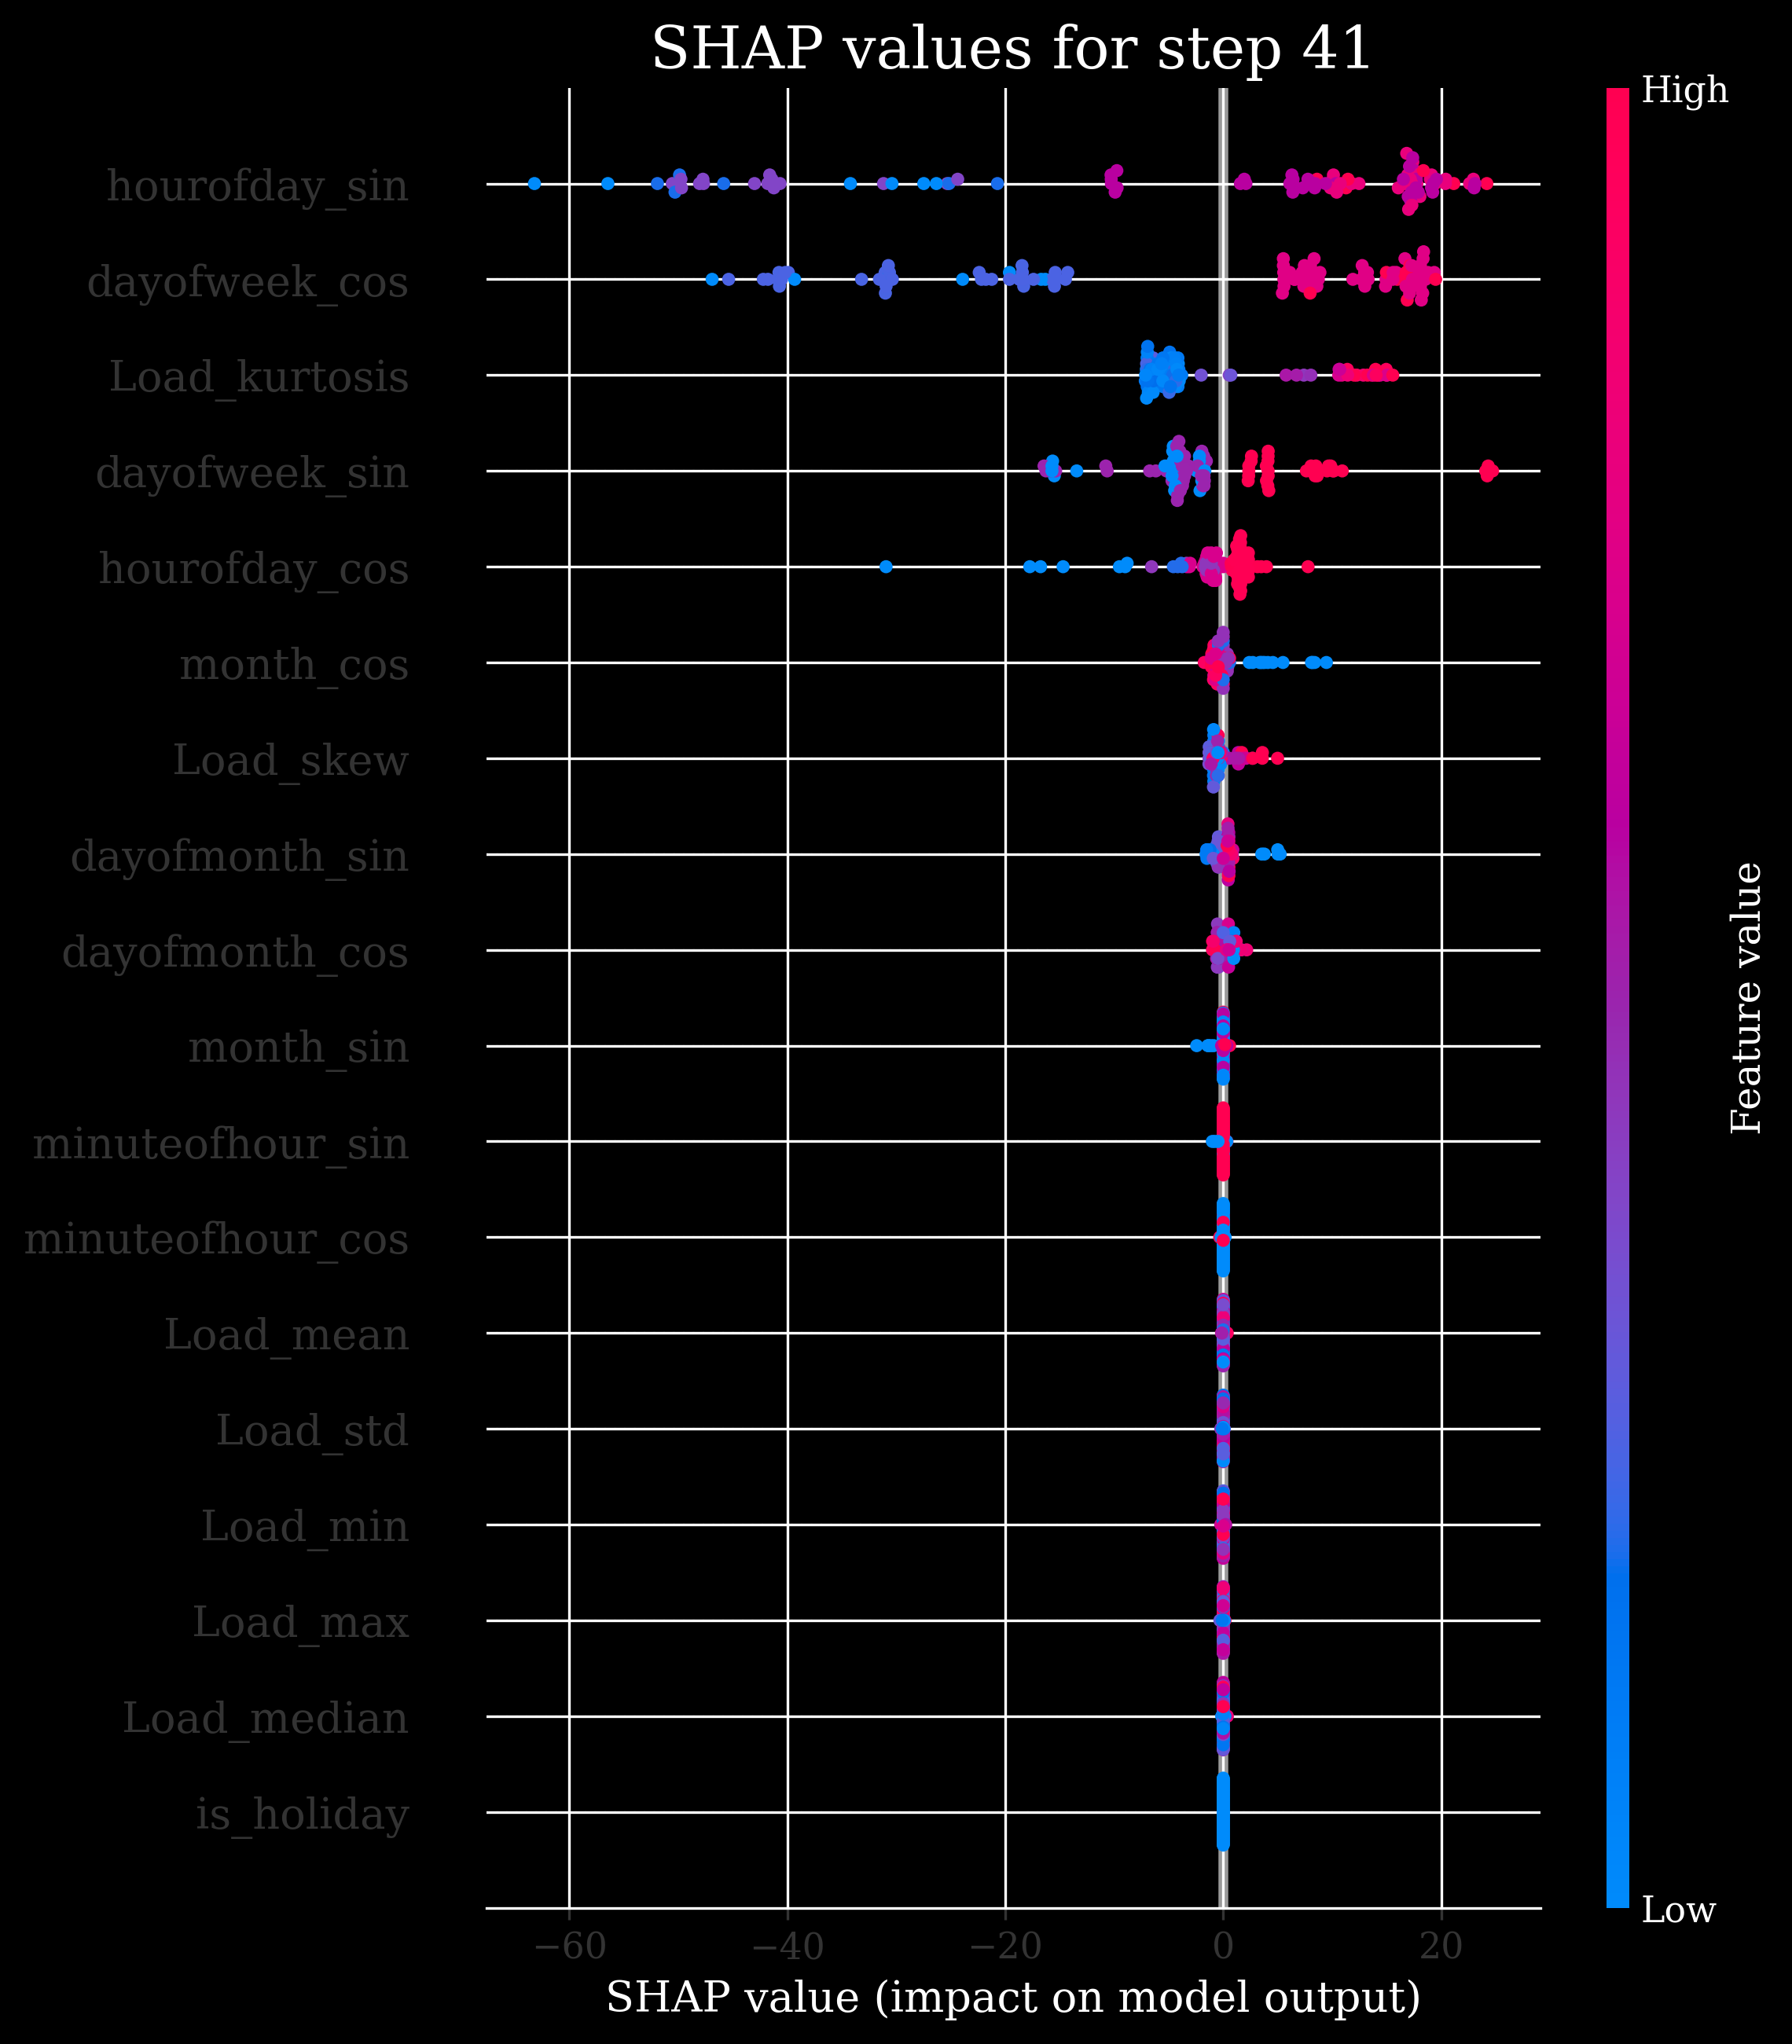 SHAP values for step 41
High
hourofday_sin
dayofweek_cos
Load_kurtosis
dayofweek_sin
hourofday_cos
month_cos
Load_skew
dayofmonth_sin
dayofmonth_cos
month_sin
minuteofhour_sin
minuteofhour_cos
Load_mean
Load_std
Load_min
Load_max
Load_median
is_holiday
Feature value
Low
−60 −40 −20 0 20
SHAP value (impact on model output)